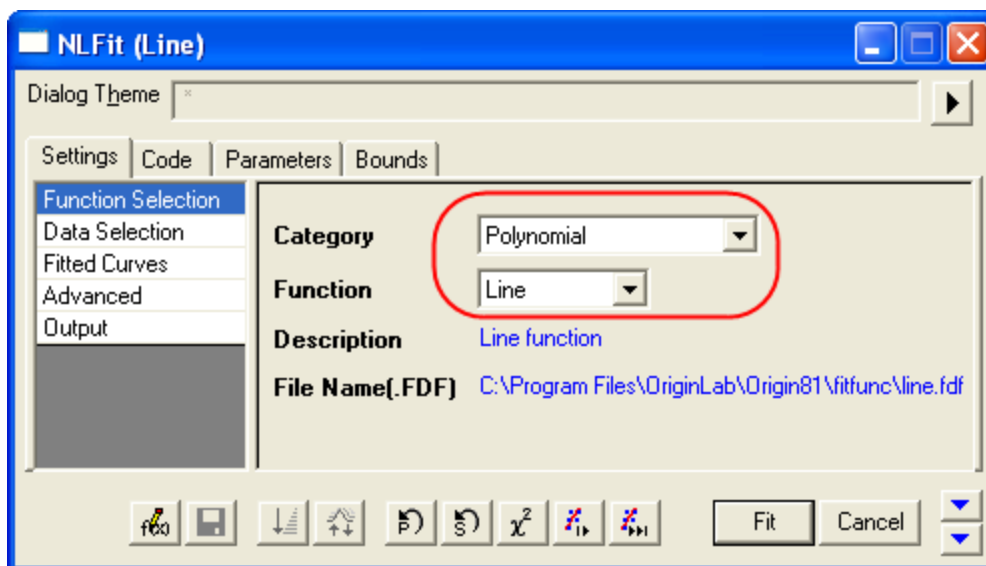 NLFit (Line)
Dialog Theme
Settings Code Parameters Bounds
Function Selection
Data Selection
Fitted Curves
Advanced
Output
Category Polynomial
Function Line
Description Line function
File Name(.FDF) C:\Program Files\OriginLab\Origin81\fitfunc\line.fdf
P S χ²
Fit Cancel